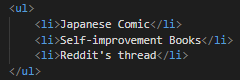 <ul>
<li>Japanese Comic</li>
<li>Self-improvement Books</li>
<li>Reddit's thread</li>
</ul>